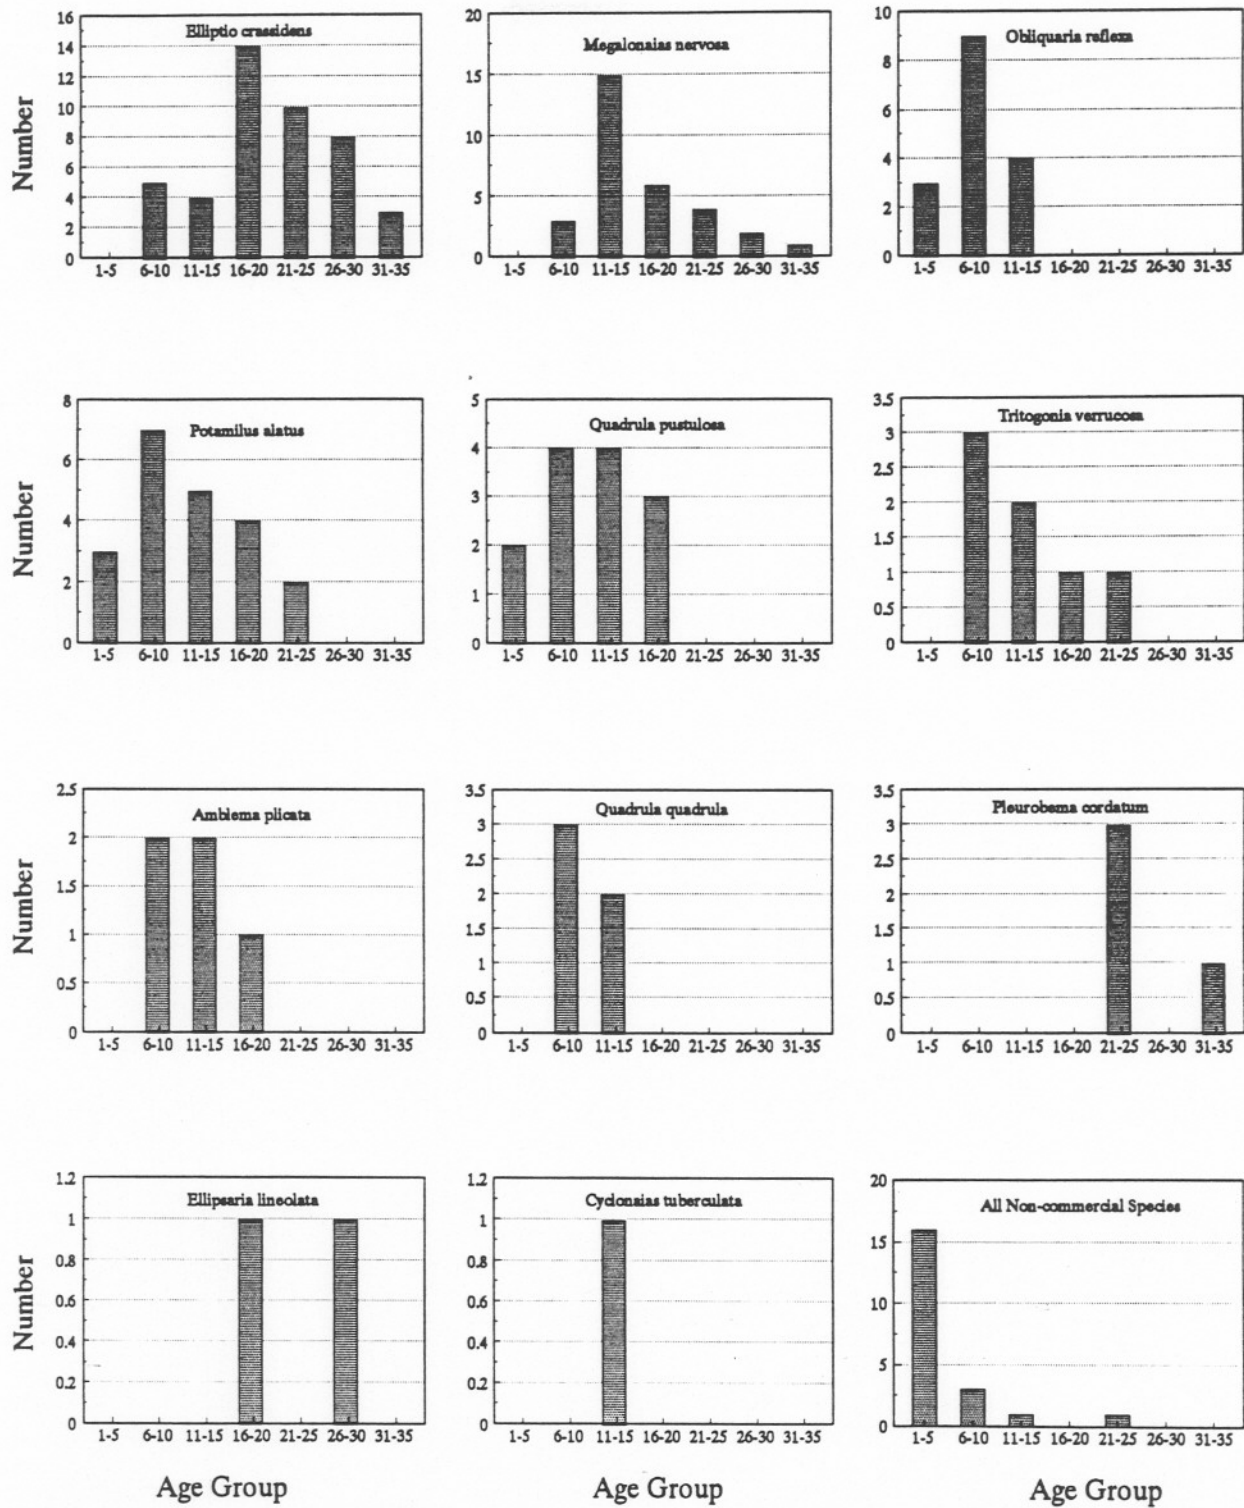 Elliptio crassidens
Number
16
14
12
10
8
6
4
2
0
1-5 6-10 11-15 16-20 21-25 26-30 31-35
Megalonaias nervosa
20
15
10
5
0
1-5 6-10 11-15 16-20 21-25 26-30 31-35
Obliquaria reflexa
10
8
6
4
2
0
1-5 6-10 11-15 16-20 21-25 26-30 31-35
Potamilus alatus
Number
8
6
4
2
0
1-5 6-10 11-15 16-20 21-25 26-30 31-35
Quadrula pustulosa
5
4
3
2
1
0
1-5 6-10 11-15 16-20 21-25 26-30 31-35
Tritogonia verrucosa
3.5
3
2.5
2
1.5
1
0.5
0
1-5 6-10 11-15 16-20 21-25 26-30 31-35
Amblema plicata
Number
2.5
2
1.5
1
0.5
0
1-5 6-10 11-15 16-20 21-25 26-30 31-35
Quadrula quadrula
3.5
3
2.5
2
1.5
1
0.5
0
1-5 6-10 11-15 16-20 21-25 26-30 31-35
Pleurobema cordatum
3.5
3
2.5
2
1.5
1
0.5
0
1-5 6-10 11-15 16-20 21-25 26-30 31-35
Ellipsaria lineolata
Number
1.2
1
0.8
0.6
0.4
0.2
0
1-5 6-10 11-15 16-20 21-25 26-30 31-35
Age Group
Cyclonaias tuberculata
1.2
1
0.8
0.6
0.4
0.2
0
1-5 6-10 11-15 16-20 21-25 26-30 31-35
Age Group
All Non-commercial Species
20
15
10
5
0
1-5 6-10 11-15 16-20 21-25 26-30 31-35
Age Group